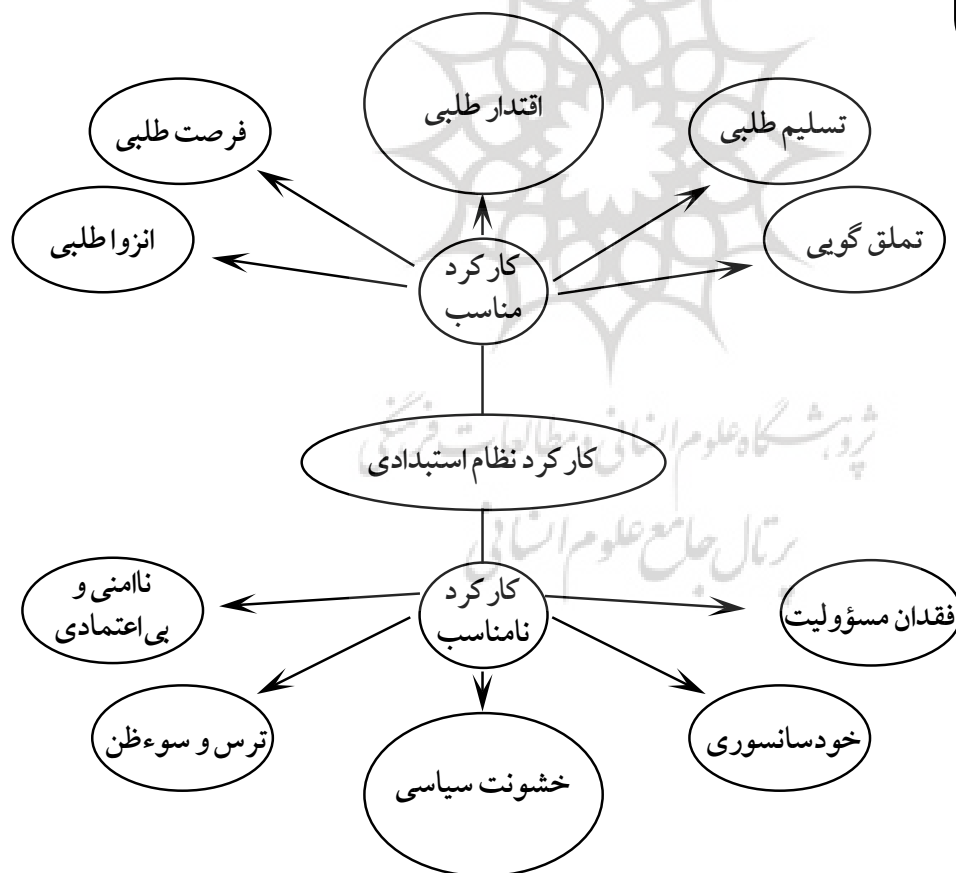 اقتدار طلبی
تسلیم طلبی
فرصت طلبی
تملق گویی
انزوا طلبی
کارکرد
مناسب
پژوهشگاه علوم انسانی و مطالعات فرهنگی
کارکرد نظام استبدادی
پرتال جامع علوم انسانی
کارکرد
نامناسب
فقدان مسؤولیت
ناامنی و
بی‌اعتمادی
خودسانسوری
ترس و سوءظن
خشونت سیاسی